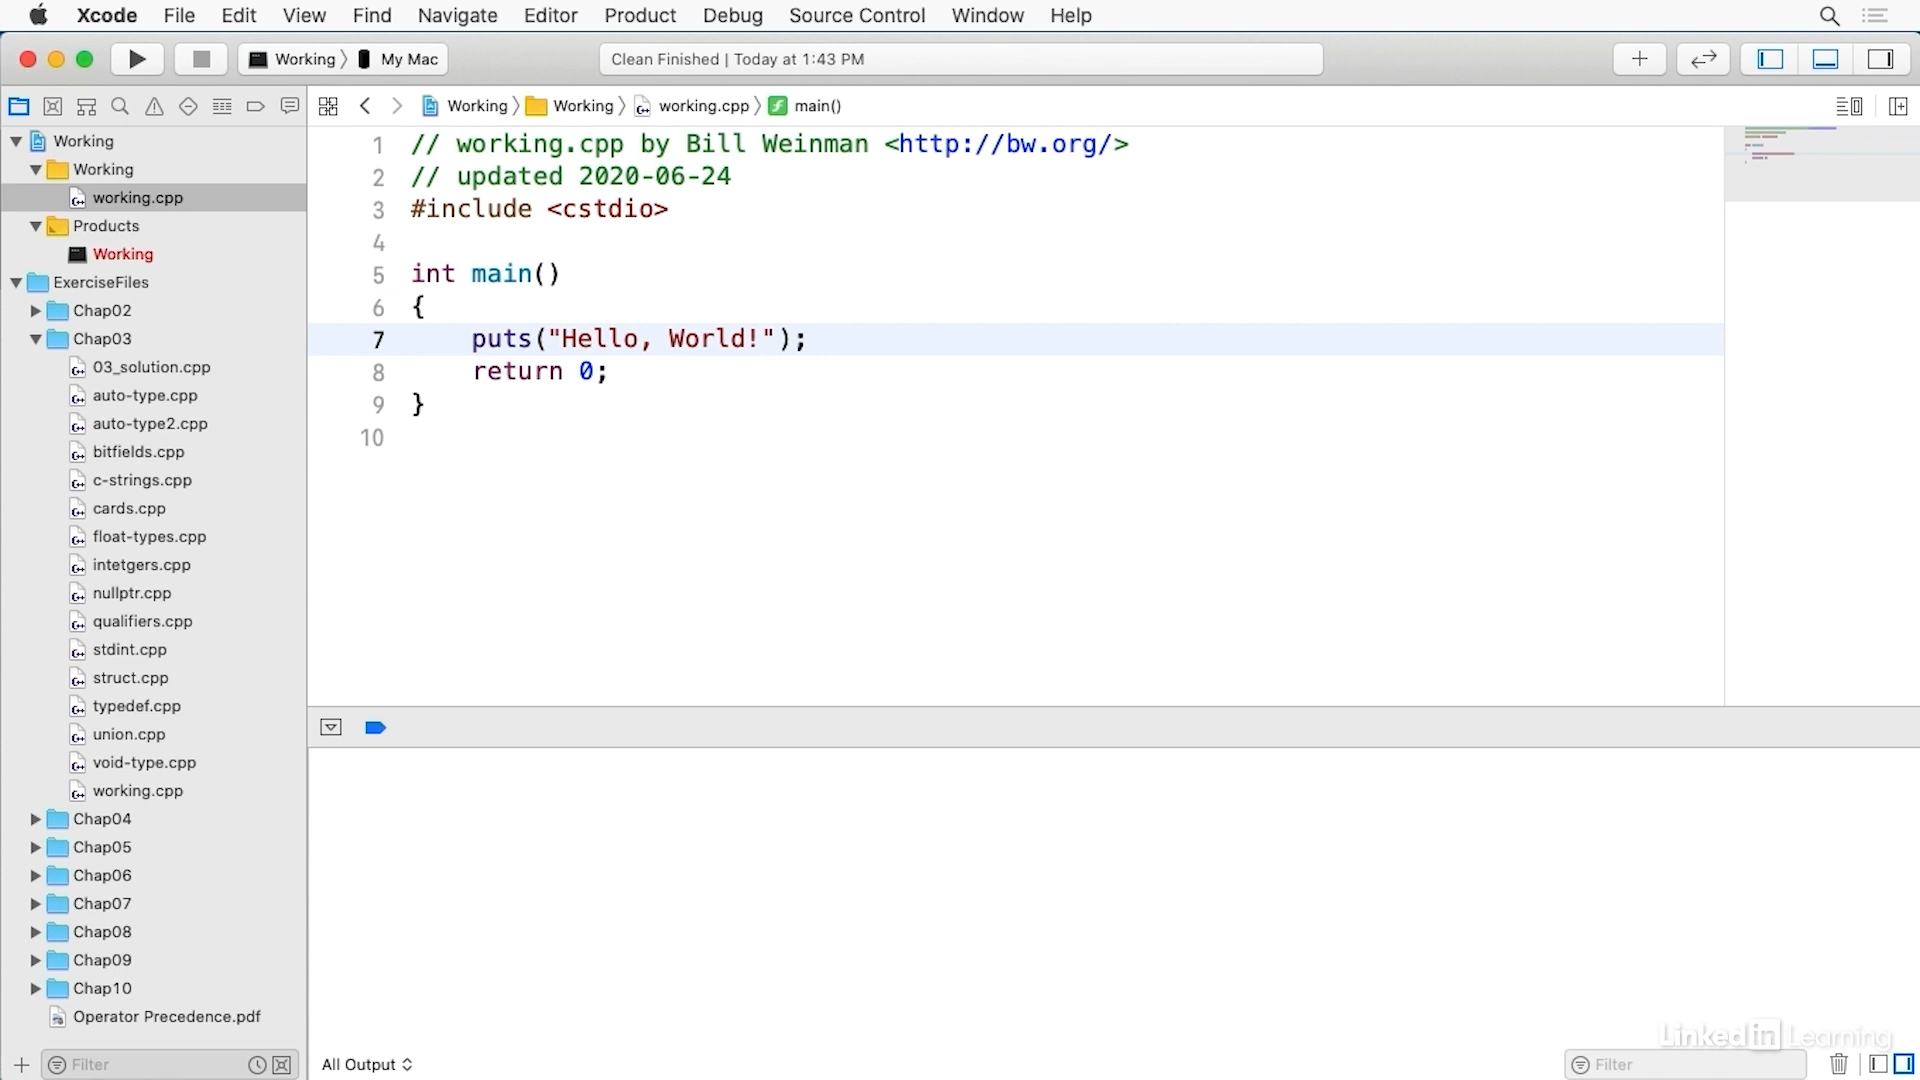 Xcode File Edit View Find Navigate Editor Product Debug Source Control Window Help
Working My Mac
Clean Finished | Today at 1:43 PM
Working Working working.cpp main()
Working
Working
working.cpp
Products
Working
ExerciseFiles
Chap02
Chap03
03_solution.cpp
auto-type.cpp
auto-type2.cpp
bitfields.cpp
c-strings.cpp
cards.cpp
float-types.cpp
intetgers.cpp
nullptr.cpp
qualifiers.cpp
stdint.cpp
struct.cpp
typedef.cpp
union.cpp
void-type.cpp
working.cpp
Chap04
Chap05
Chap06
Chap07
Chap08
Chap09
Chap10
Operator Precedence.pdf
Filter
1 // working.cpp by Bill Weinman <http://bw.org/>
2 // updated 2020-06-24
3 #include <cstdio>
4
5 int main()
6 {
7 puts("Hello, World!");
8 return 0;
9 }
10
All Output
Filter
Linked in Learning